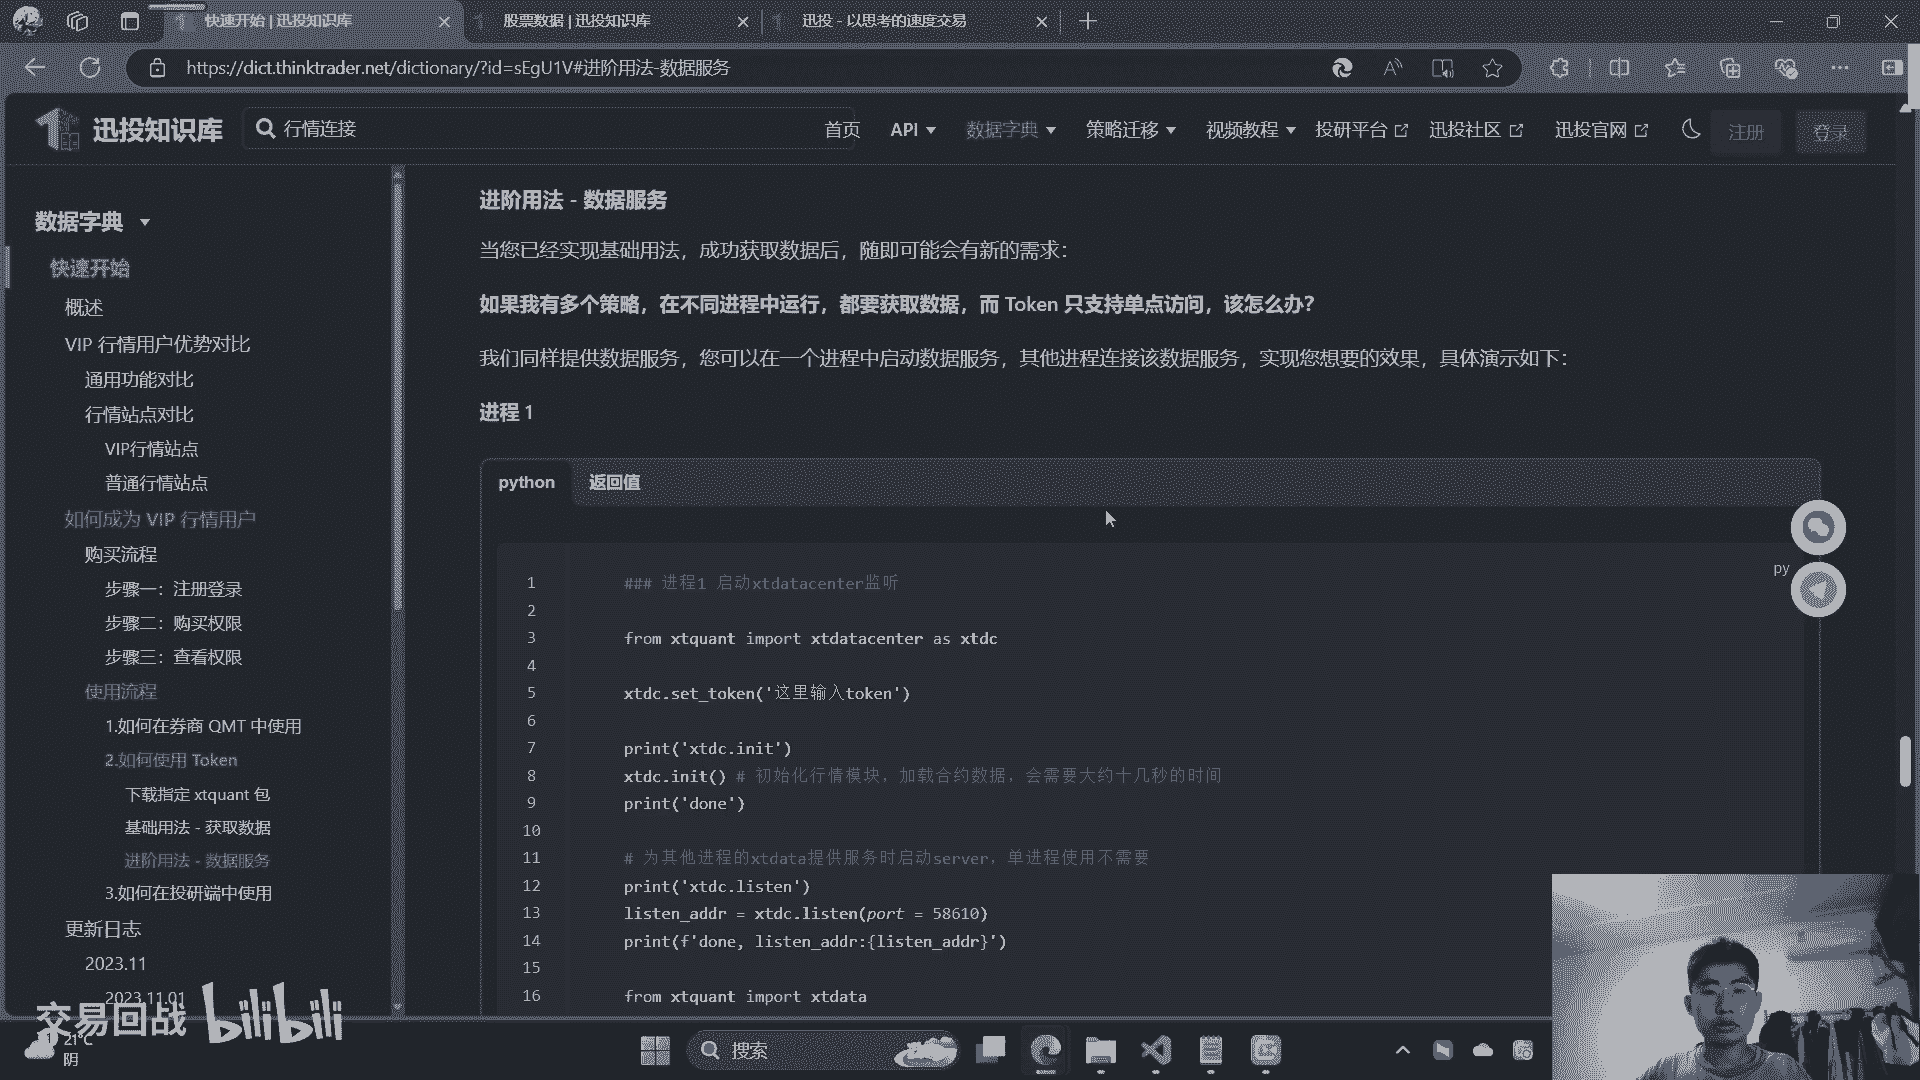 快速开始 | 迅投知识库
股票数据 | 迅投知识库
迅投 - 以思考的速度交易
https://dict.thinktrader.net/dictionary/?id=sEgU1V#进阶用法-数据服务
迅投知识库
行情连接
首页
API
数据字典
策略迁移
视频教程
投研平台
迅投社区
迅投官网
注册
登录
数据字典
快速开始
概述
VIP 行情用户优势对比
通用功能对比
行情站点对比
VIP行情站点
普通行情站点
如何成为 VIP 行情用户
购买流程
步骤一：注册登录
步骤二：购买权限
步骤三：查看权限
使用流程
1.如何在券商 QMT 中使用
2.如何使用 Token
下载指定 xtquant 包
基础用法 - 获取数据
进阶用法 - 数据服务
3.如何在投研端中使用
更新日志
2023.11
2023.11.01
进阶用法 - 数据服务
当您已经实现基础用法，成功获取数据后，随即可能会有新的需求：
如果我有多个策略，在不同进程中运行，都要获取数据，而 Token 只支持单点访问，该怎么办？
我们同样提供数据服务，您可以在一个进程中启动数据服务，其他进程连接该数据服务，实现您想要的效果，具体演示如下：
进程 1
python
返回值
py
1 ### 进程1 启动xtdatacenter监听
2
3 from xtquant import xtdatacenter as xtdc
4
5 xtdc.set_token('这里输入token')
6
7 print('xtdc.init')
8 xtdc.init() # 初始化行情模块，加载合约数据，会需要大约十几秒的时间
9 print('done')
10
11 # 为其他进程的xtdata提供服务时启动server，单进程使用不需要
12 print('xtdc.listen')
13 listen_addr = xtdc.listen(port = 58610)
14 print(f'done, listen_addr:{listen_addr}')
15
16 from xtquant import xtdata
交易回战 bilibili
21°C
阴
搜索